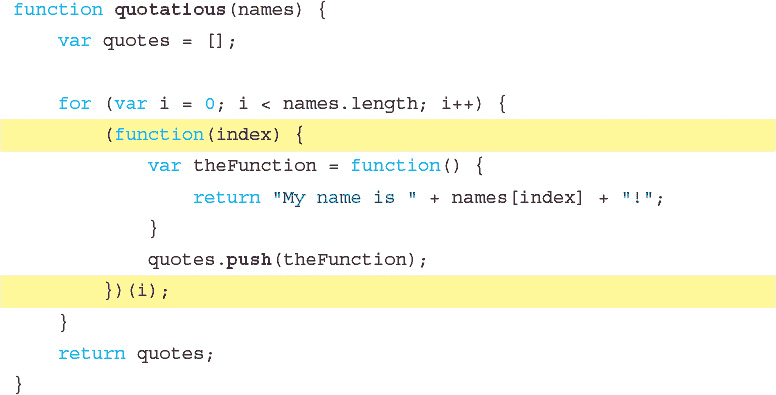 function quotatious(names) {
    var quotes = [];

    for (var i = 0; i < names.length; i++) {
        (function(index) {
            var theFunction = function() {
                return "My name is " + names[index] + "!";
            }
            quotes.push(theFunction);
        })(i);
    }
    return quotes;
}